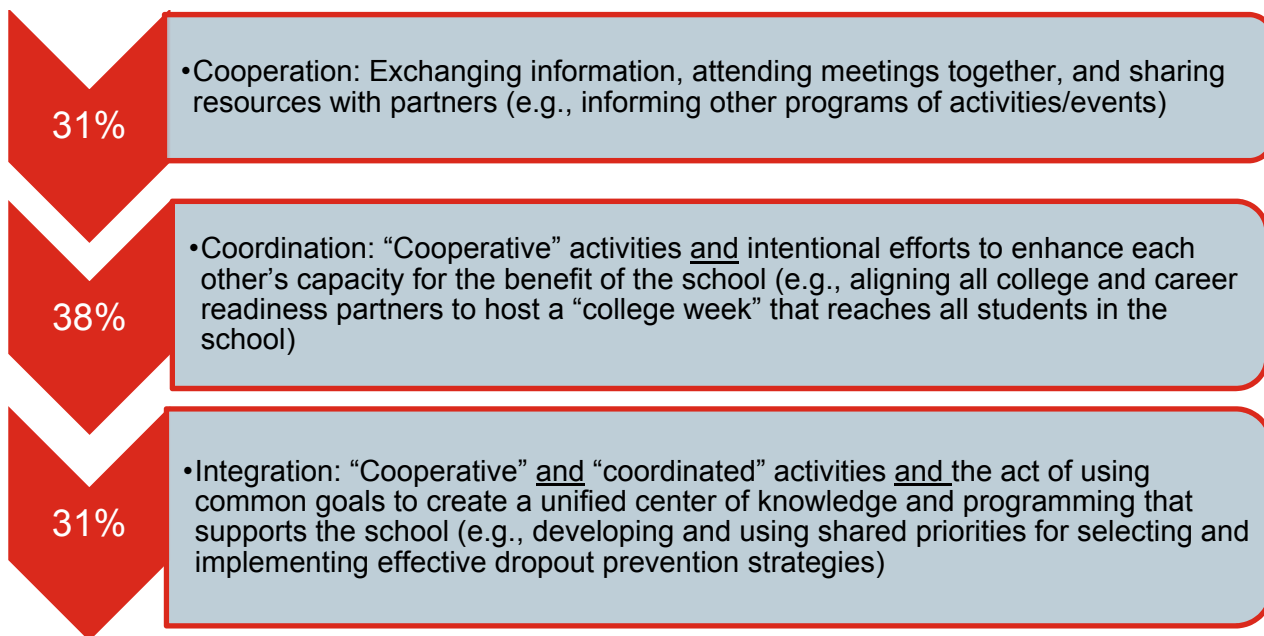 31%
•Cooperation: Exchanging information, attending meetings together, and sharing
resources with partners (e.g., informing other programs of activities/events)
38%
•Coordination: “Cooperative” activities and intentional efforts to enhance each
other’s capacity for the benefit of the school (e.g., aligning all college and career
readiness partners to host a “college week” that reaches all students in the
school)
31%
•Integration: “Cooperative” and “coordinated” activities and the act of using
common goals to create a unified center of knowledge and programming that
supports the school (e.g., developing and using shared priorities for selecting and
implementing effective dropout prevention strategies)